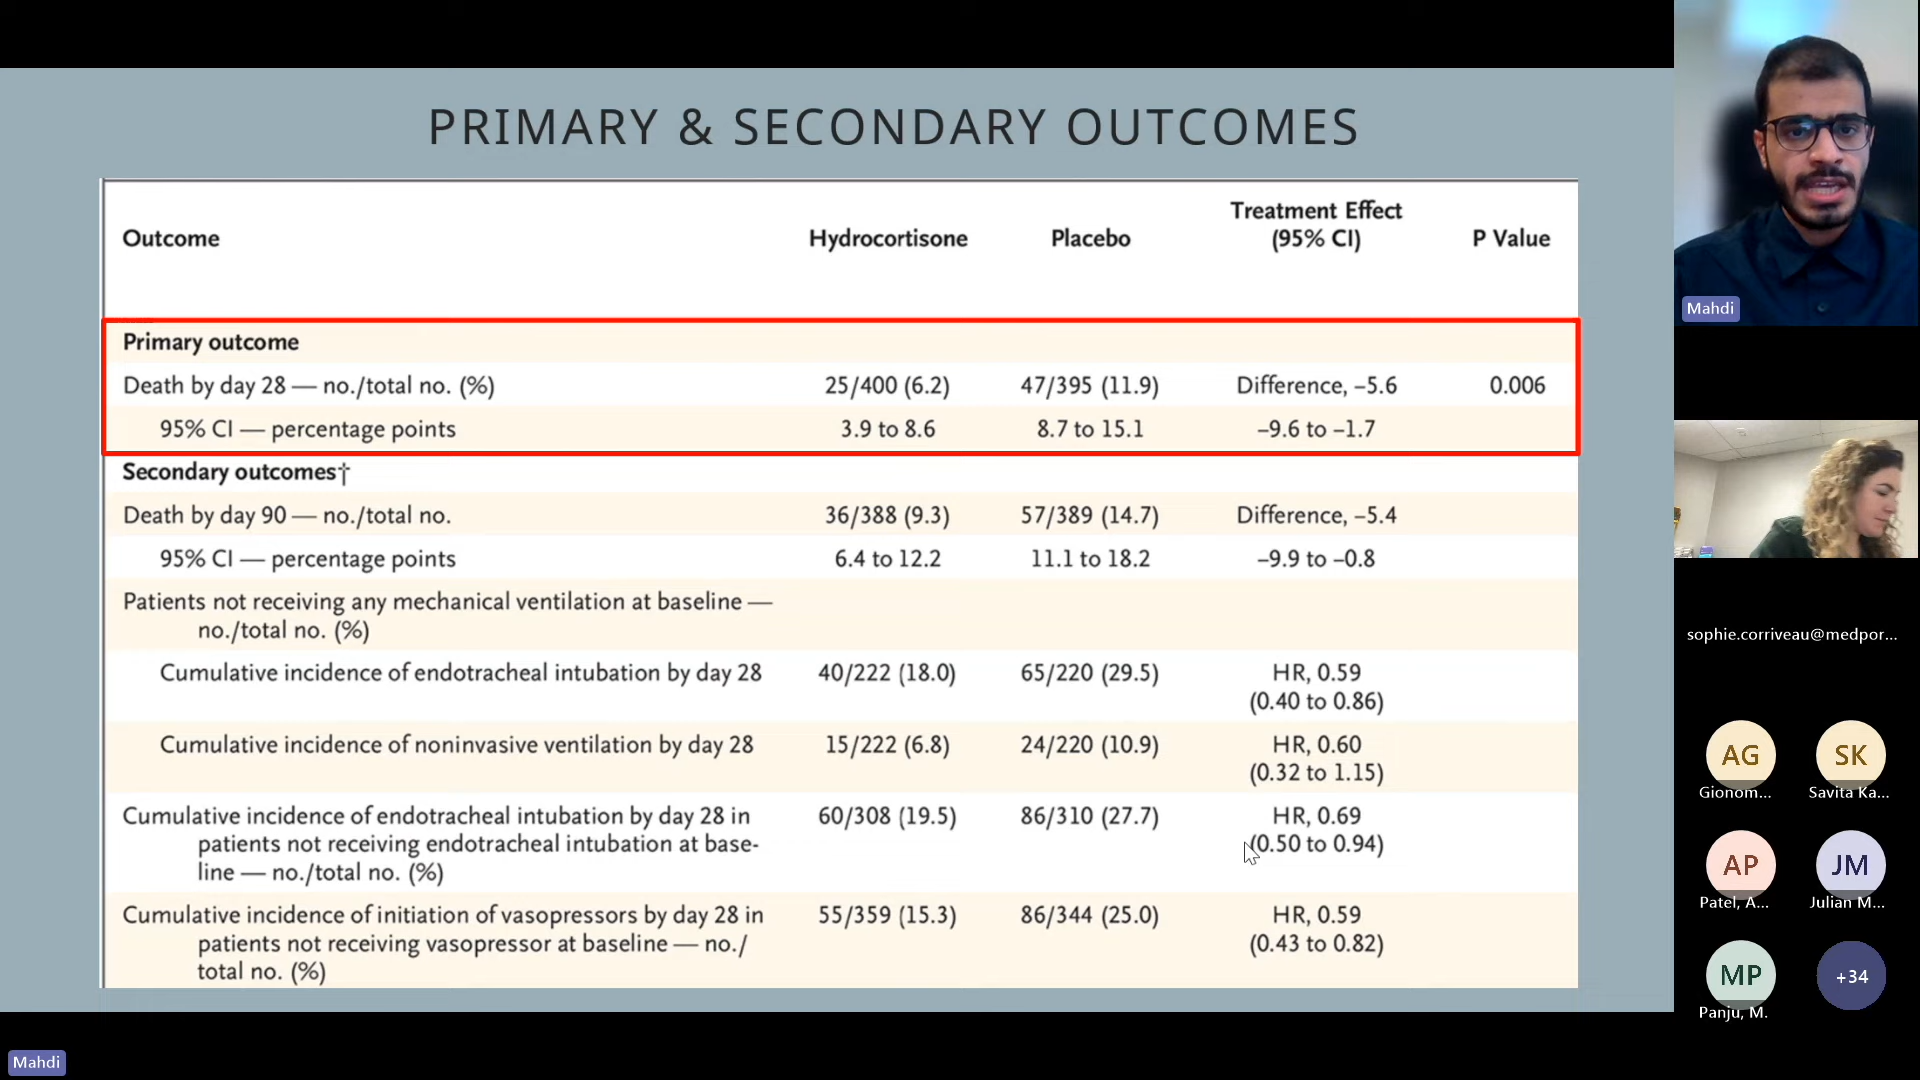 PRIMARY & SECONDARY OUTCOMES
Outcome Hydrocortisone Placebo Treatment Effect (95% CI) P Value
Primary outcome
Death by day 28 — no./total no. (%) 25/400 (6.2) 47/395 (11.9) Difference, –5.6 0.006
95% CI — percentage points 3.9 to 8.6 8.7 to 15.1 –9.6 to –1.7
Secondary outcomes†
Death by day 90 — no./total no. 36/388 (9.3) 57/389 (14.7) Difference, –5.4
95% CI — percentage points 6.4 to 12.2 11.1 to 18.2 –9.9 to –0.8
Patients not receiving any mechanical ventilation at baseline —
no./total no. (%)
Cumulative incidence of endotracheal intubation by day 28 40/222 (18.0) 65/220 (29.5) HR, 0.59
(0.40 to 0.86)
Cumulative incidence of noninvasive ventilation by day 28 15/222 (6.8) 24/220 (10.9) HR, 0.60
(0.32 to 1.15)
Cumulative incidence of endotracheal intubation by day 28 in 60/308 (19.5) 86/310 (27.7) HR, 0.69
patients not receiving endotracheal intubation at base- (0.50 to 0.94)
line — no./total no. (%)
Cumulative incidence of initiation of vasopressors by day 28 in 55/359 (15.3) 86/344 (25.0) HR, 0.59
patients not receiving vasopressor at baseline — no./ (0.43 to 0.82)
total no. (%)
Mahdi
sophie.corriveau@medpor...
AG SK
Gionom... Savita Ka...
AP JM
Patel, A... Julian M...
MP +34
Panju, M.
Mahdi